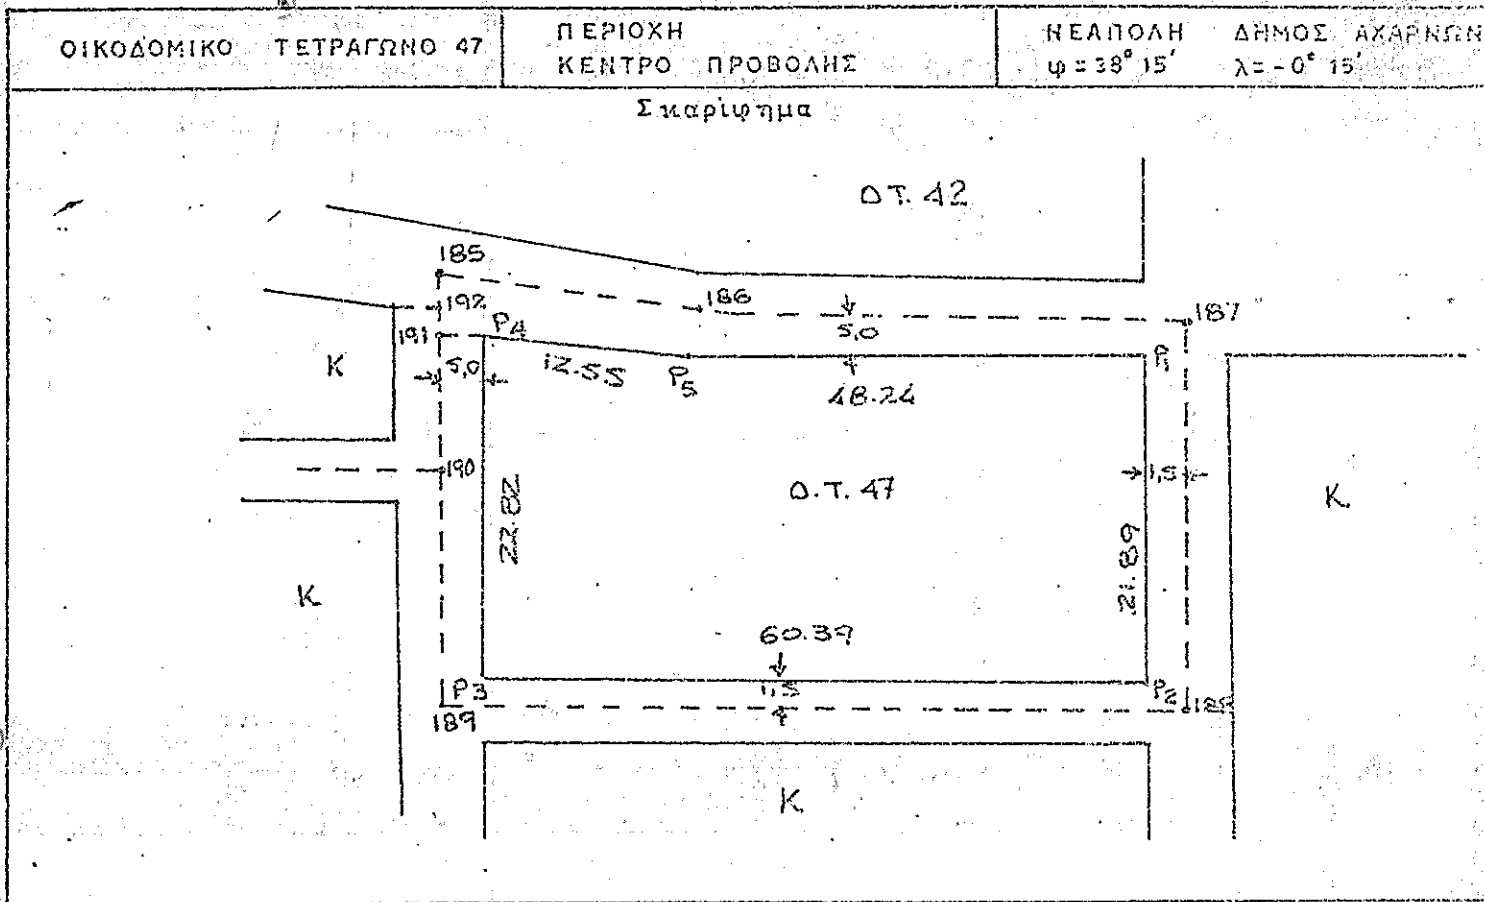 ΟΙΚΟΔΟΜΙΚΟ ΤΕΤΡΑΓΩΝΟ 47
ΠΕΡΙΟΧΗ
ΚΕΝΤΡΟ ΠΡΟΒΟΛΗΣ
ΝΕΑΠΟΛΗ ΔΗΜΟΣ ΑΧΑΡΝΩΝ
φ=38° 15′ λ=-0° 15′
Σκαρίφημα
Ο.Τ. 42
185
186
187
192
191
P4
5,0
P1
K
5,0
12.55
P5
48.24
190
1,5
22.82
Ο.Τ. 47
K
21.89
K
60.39
P3
1,5
P2
189
K